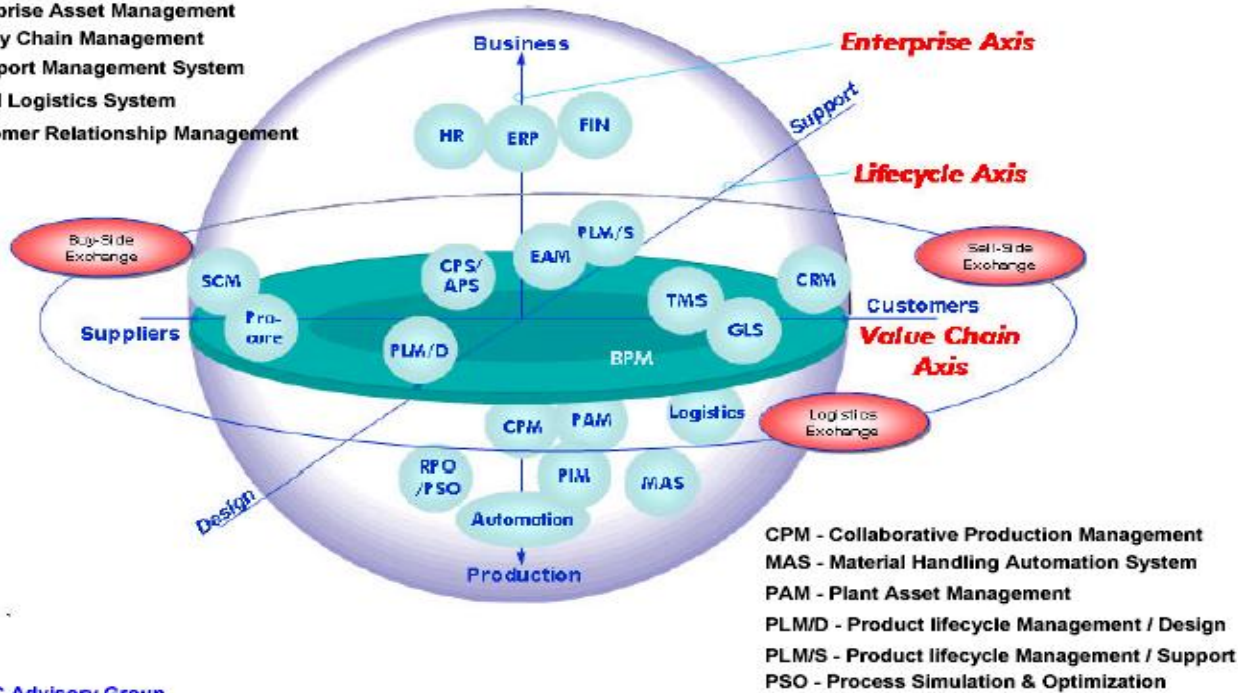 prise Asset Management
y Chain Management
port Management System
l Logistics System
omer Relationship Management
Business
Enterprise Axis
Support
HR
ERP
FIN
Lifecycle Axis
Buy-Side
Exchange
Sell-Side
Exchange
PLM/S
EAM
CPS/
APS
SCM
CRM
TMS
GLS
Pro-
cure
Suppliers
Customers
Value Chain
Axis
PLM/D
BPM
CPM
PAM
Logistics
Logistics
Exchange
RPO
/PSO
PIM
MAS
Design
Automation
Production
CPM - Collaborative Production Management
MAS - Material Handling Automation System
PAM - Plant Asset Management
PLM/D - Product lifecycle Management / Design
PLM/S - Product lifecycle Management / Support
PSO - Process Simulation & Optimization
Advisory Group